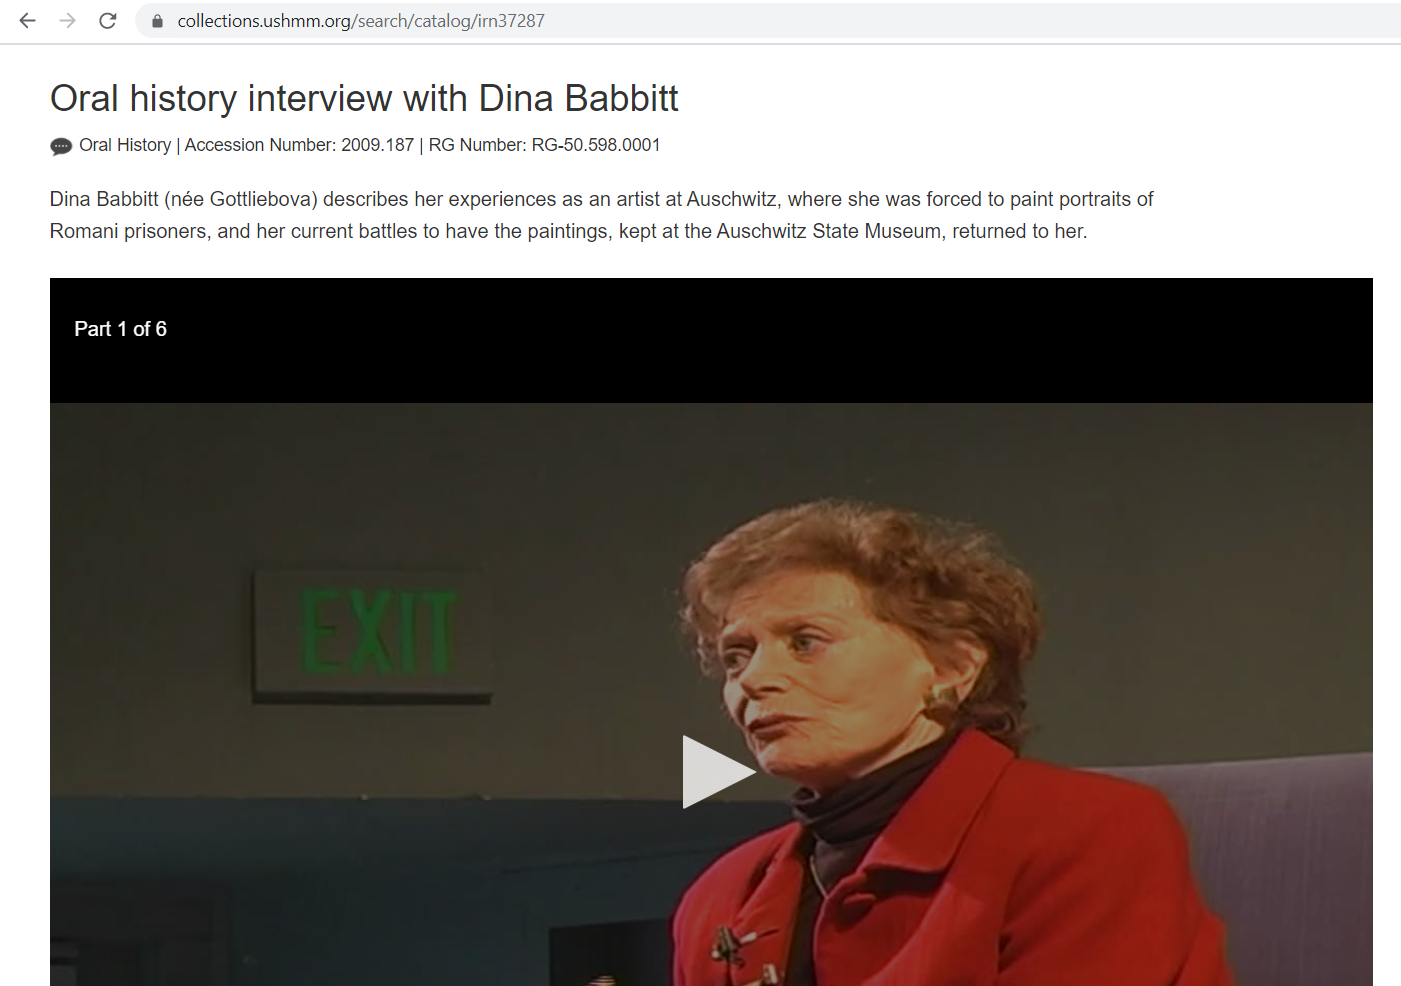 collections.ushmm.org/search/catalog/irn37287
Oral history interview with Dina Babbitt
Oral History | Accession Number: 2009.187 | RG Number: RG-50.598.0001
Dina Babbitt (née Gottliebova) describes her experiences as an artist at Auschwitz, where she was forced to paint portraits of
Romani prisoners, and her current battles to have the paintings, kept at the Auschwitz State Museum, returned to her.
Part 1 of 6
EXIT